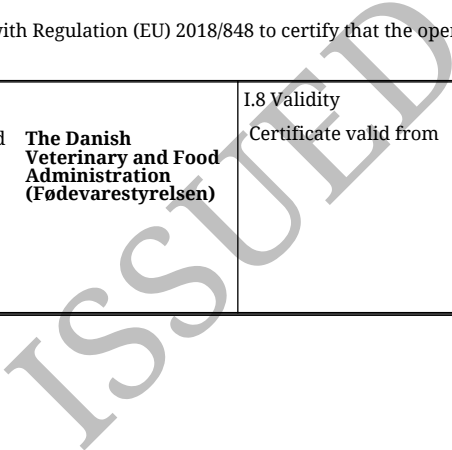 with Regulation (EU) 2018/848 to certify that the
I.8 Validity
The Danish
Veterinary and Food
Administration
(Fødevarestyrelsen)
Certificate valid from
ISSUED